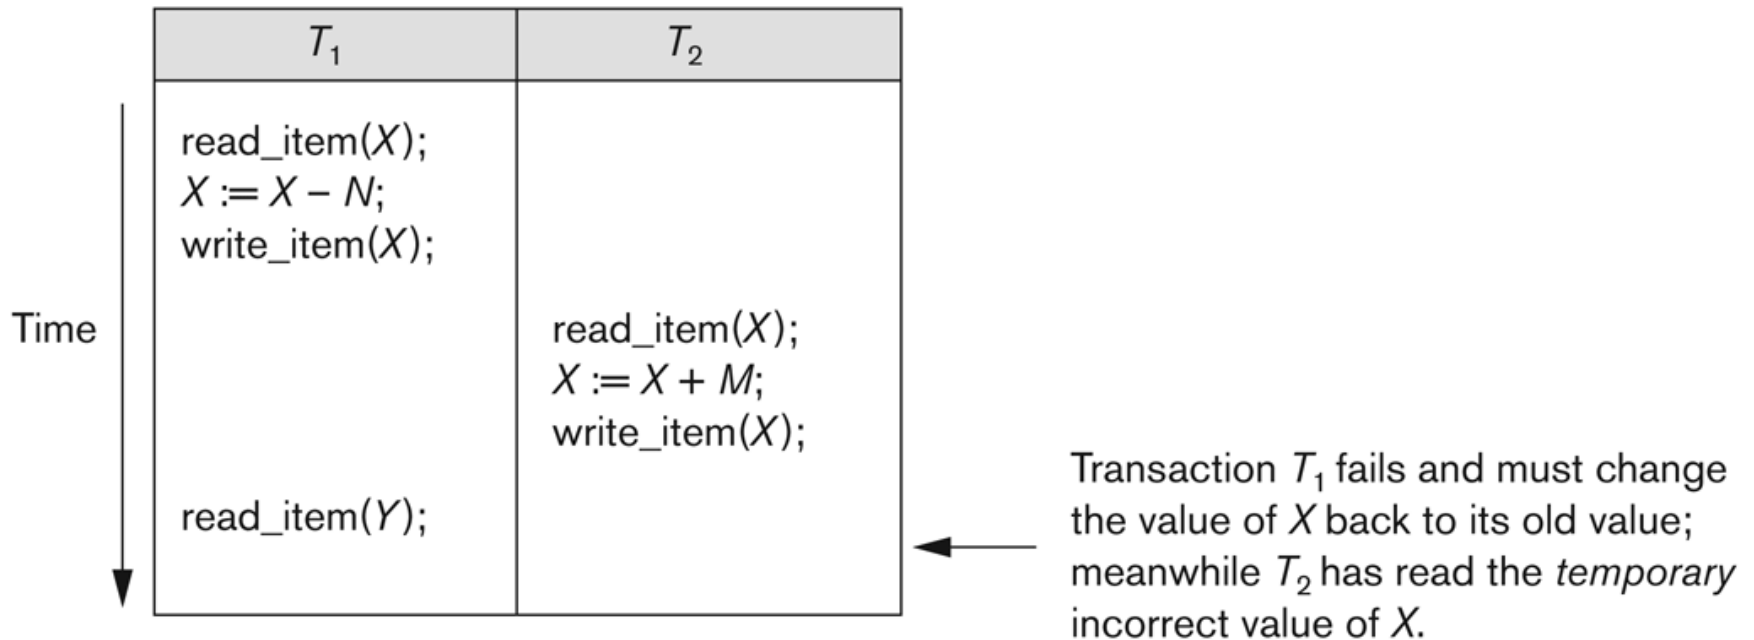 T1 T2
read_item(X);
X := X – N;
write_item(X);
Time
read_item(X);
X := X + M;
write_item(X);
read_item(Y);
Transaction T1 fails and must change
the value of X back to its old value;
meanwhile T2 has read the temporary
incorrect value of X.